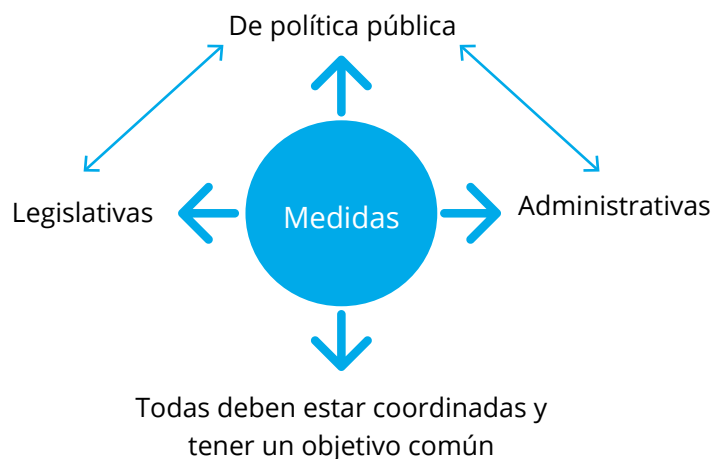 De política pública
Legislativas
Medidas
Administrativas
Todas deben estar coordinadas y
tener un objetivo común